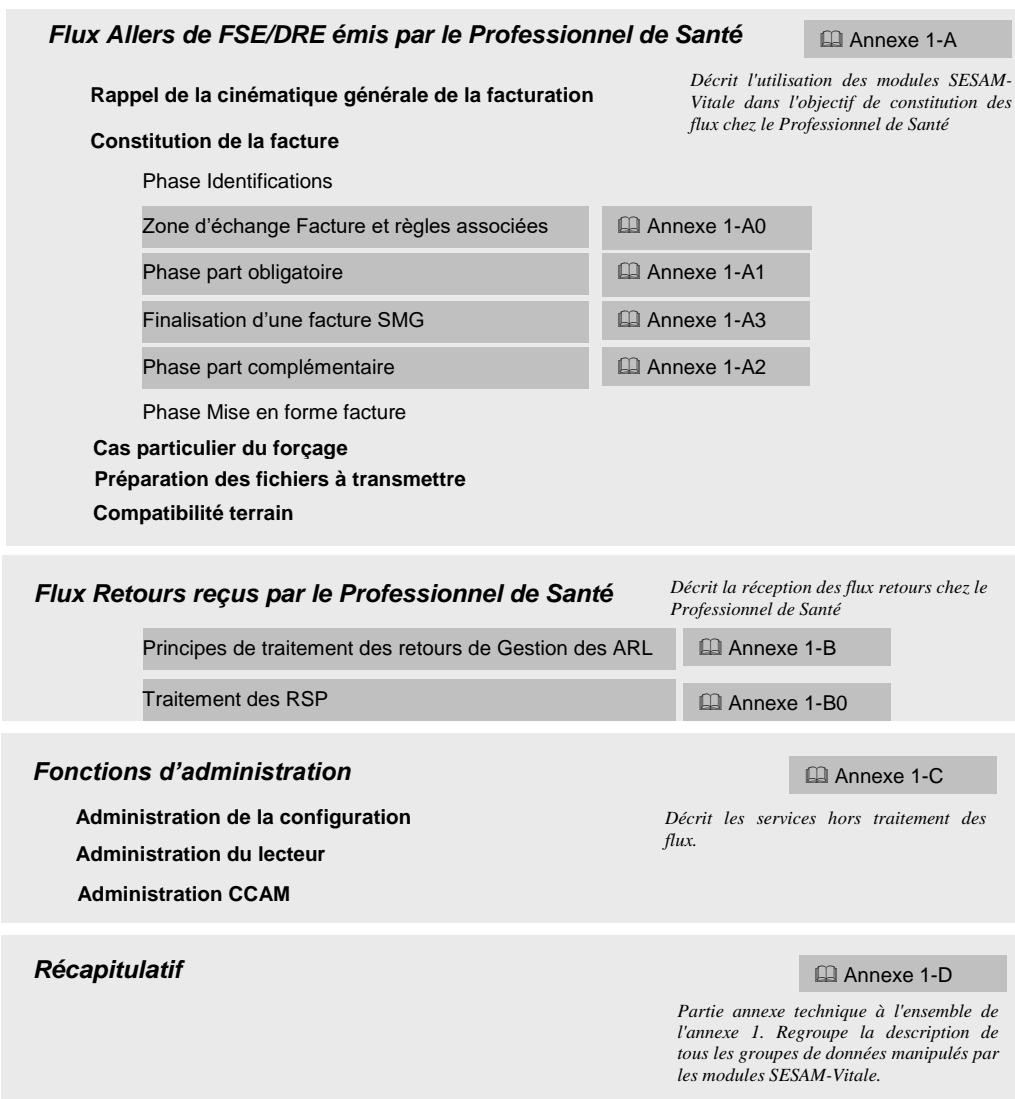 Flux Allers de FSE/DRE émis par le Professionnel de Santé
Annexe 1-A
Décrit l'utilisation des modules SESAM-
Vitale dans l'objectif de constitution des
flux chez le Professionnel de Santé
Rappel de la cinématique générale de la facturation
Constitution de la facture
Phase Identifications
Zone d'échange Facture et règles associées
Annexe 1-A0
Phase part obligatoire
Annexe 1-A1
Finalisation d'une facture SMG
Annexe 1-A3
Phase part complémentaire
Annexe 1-A2
Phase Mise en forme facture
Cas particulier du forçage
Préparation des fichiers à transmettre
Compatibilité terrain
Flux Retours reçus par le Professionnel de Santé
Décrit la réception des flux retours chez le
Professionnel de Santé
Principes de traitement des retours de Gestion des ARL
Annexe 1-B
Traitement des RSP
Annexe 1-B0
Fonctions d'administration
Annexe 1-C
Administration de la configuration
Décrit les services hors traitement des
flux.
Administration du lecteur
Administration CCAM
Récapitulatif
Annexe 1-D
Partie annexe technique à l'ensemble de
l'annexe 1. Regroupe la description de
tous les groupes de données manipulés par
les modules SESAM-Vitale.